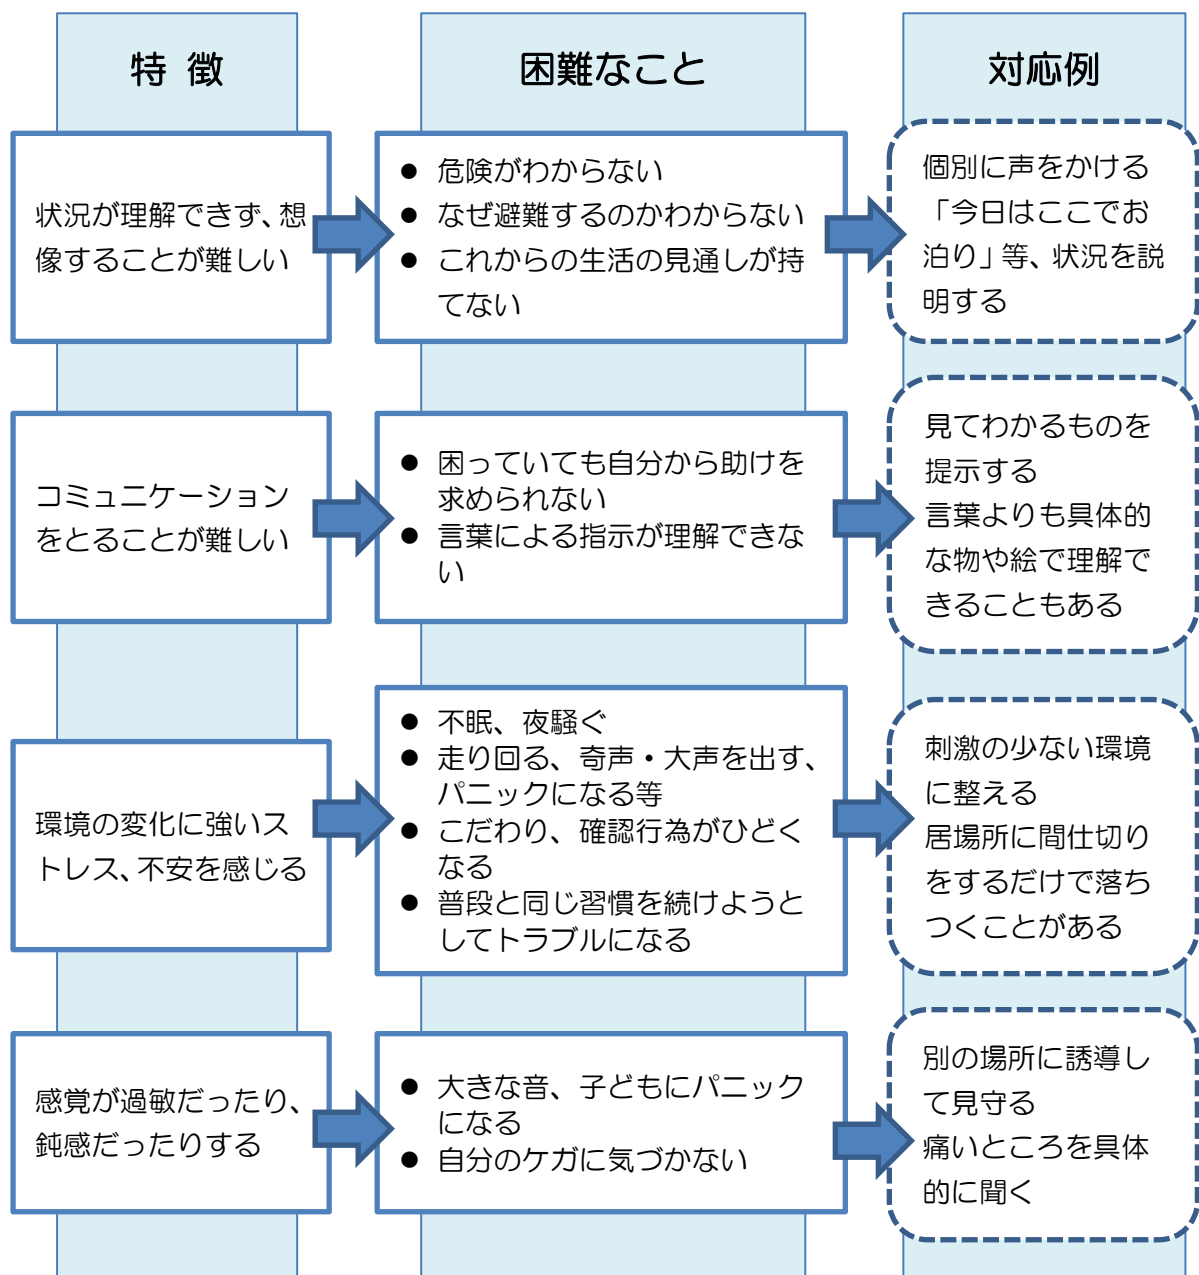 特 徴
困難なこと
対応例
状況が理解できず、想
像することが難しい
● 危険がわからない
● なぜ避難するのかわからない
● これからの生活の見通しが持
てない
個別に声をかける
「今日はここでお
泊り」等、状況を説
明する
コミュニケーション
をとることが難しい
● 困っていても自分から助けを
求められない
● 言葉による指示が理解できな
い
見てわかるものを
提示する
言葉よりも具体的
な物や絵で理解で
きることもある
環境の変化に強いス
トレス、不安を感じる
● 不眠、夜騒ぐ
● 走り回る、奇声・大声を出す、
パニックになる等
● こだわり、確認行為がひどく
なる
● 普段と同じ習慣を続けようと
してトラブルになる
刺激の少ない環境
に整える
居場所に間仕切り
をするだけで落ち
つくことがある
感覚が過敏だったり、
鈍感だったりする
● 大きな音、子どもにパニック
になる
● 自分のケガに気づかない
別の場所に誘導し
て見守る
痛いところを具体
的に聞く